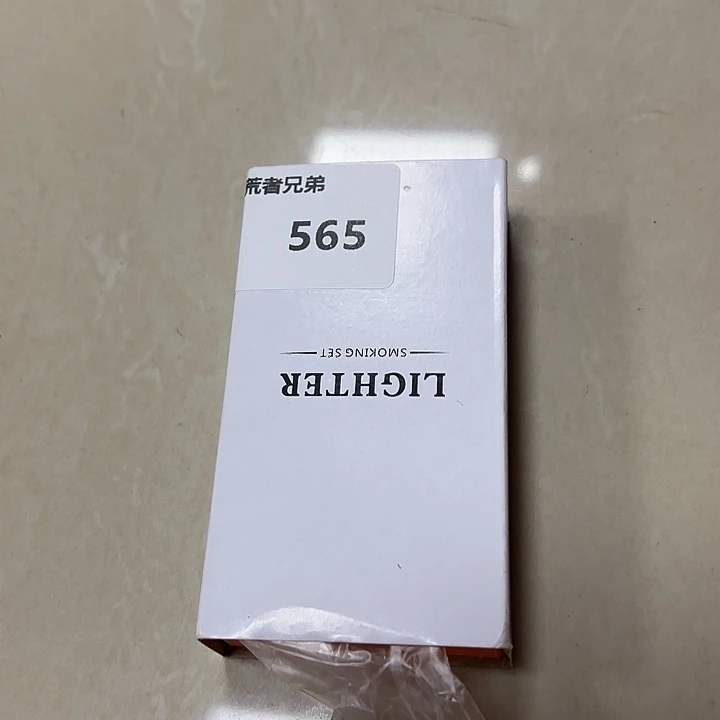 荒者兄弟
565
LIGHTER
SMOKING SET